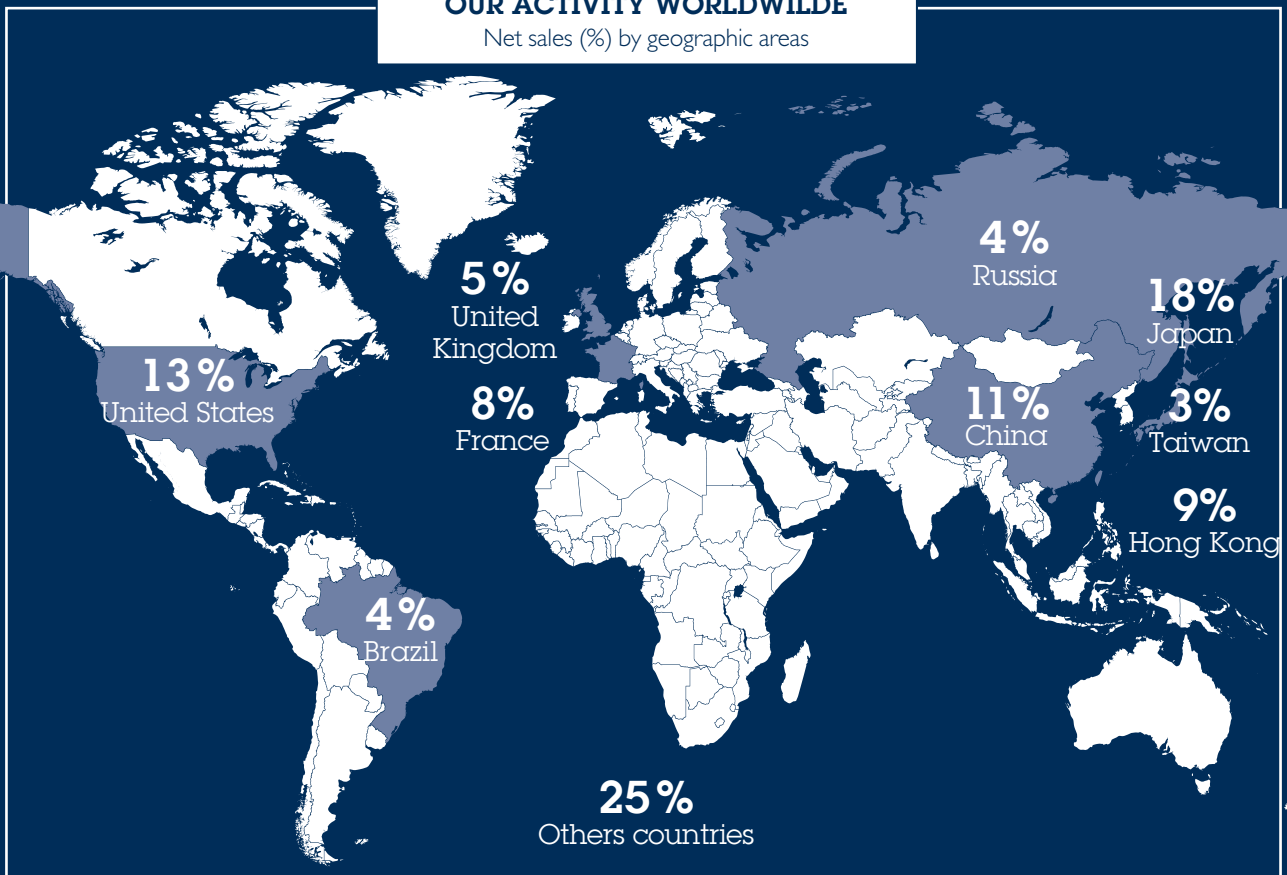 OUR ACTIVITY WORLDWILDE
Net sales (%) by geographic areas
4%
Russia
5%
United
Kingdom
18%
Japan
13%
United States
8%
France
11%
China
3%
Taiwan
9%
Hong Kong
4%
Brazil
25%
Others countries